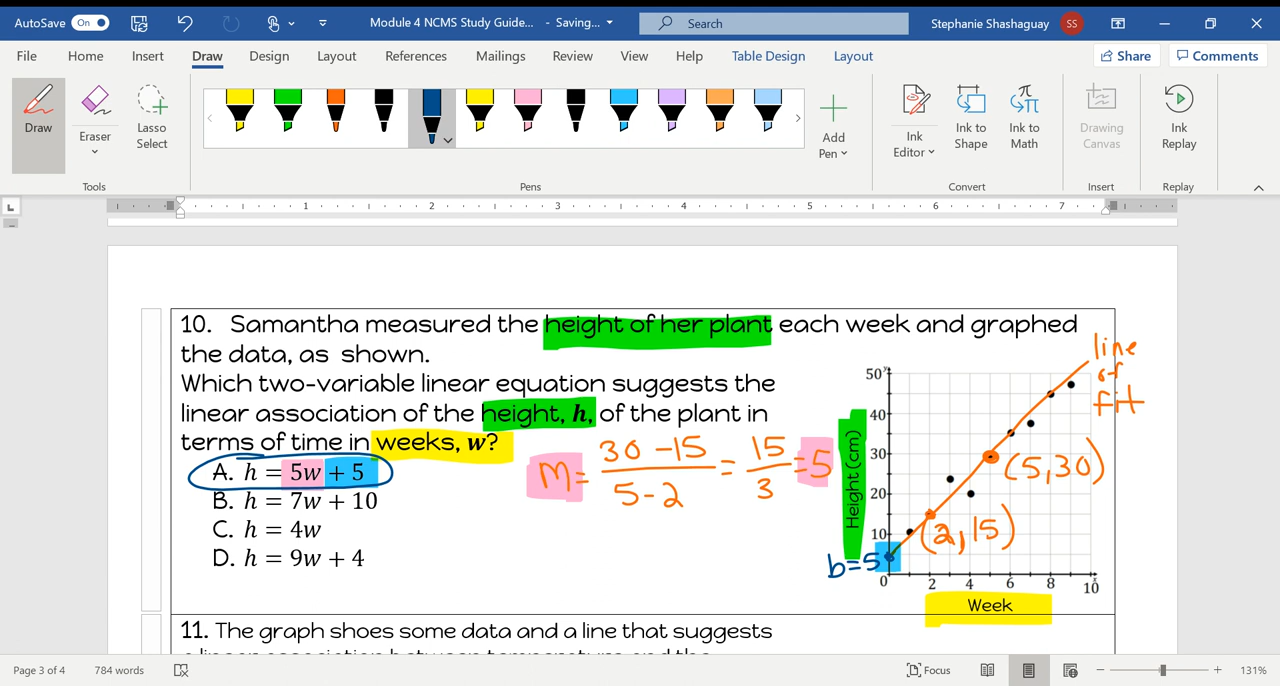 AutoSave On Module 4 NCMS Study Guide... - Saving... Search Stephanie Shashaguay SS
File Home Insert Draw Design Layout References Mailings Review View Help Table Design Layout Share Comments
Draw Eraser Lasso Select Add Pen Ink Editor Ink to Shape Ink to Math Drawing Canvas Ink Replay
Tools Pens Convert Insert Replay
1 2 3 4 5 6 7
10. Samantha measured the height of her plant each week and graphed
the data, as shown.
Which two-variable linear equation suggests the
linear association of the height, h, of the plant in
terms of time in weeks, w?
A. h = 5w + 5
B. h = 7w + 10
C. h = 4w
D. h = 9w + 4
m = 30 - 15 / 5 - 2 = 15 / 3 = 5
line of fit
y
50
40
30
20
10
Height (cm)
(5,30)
(2,15)
b=5
0 2 4 6 8 10 x
Week
11. The graph shoes some data and a line that suggests
Page 3 of 4 784 words Focus 131%